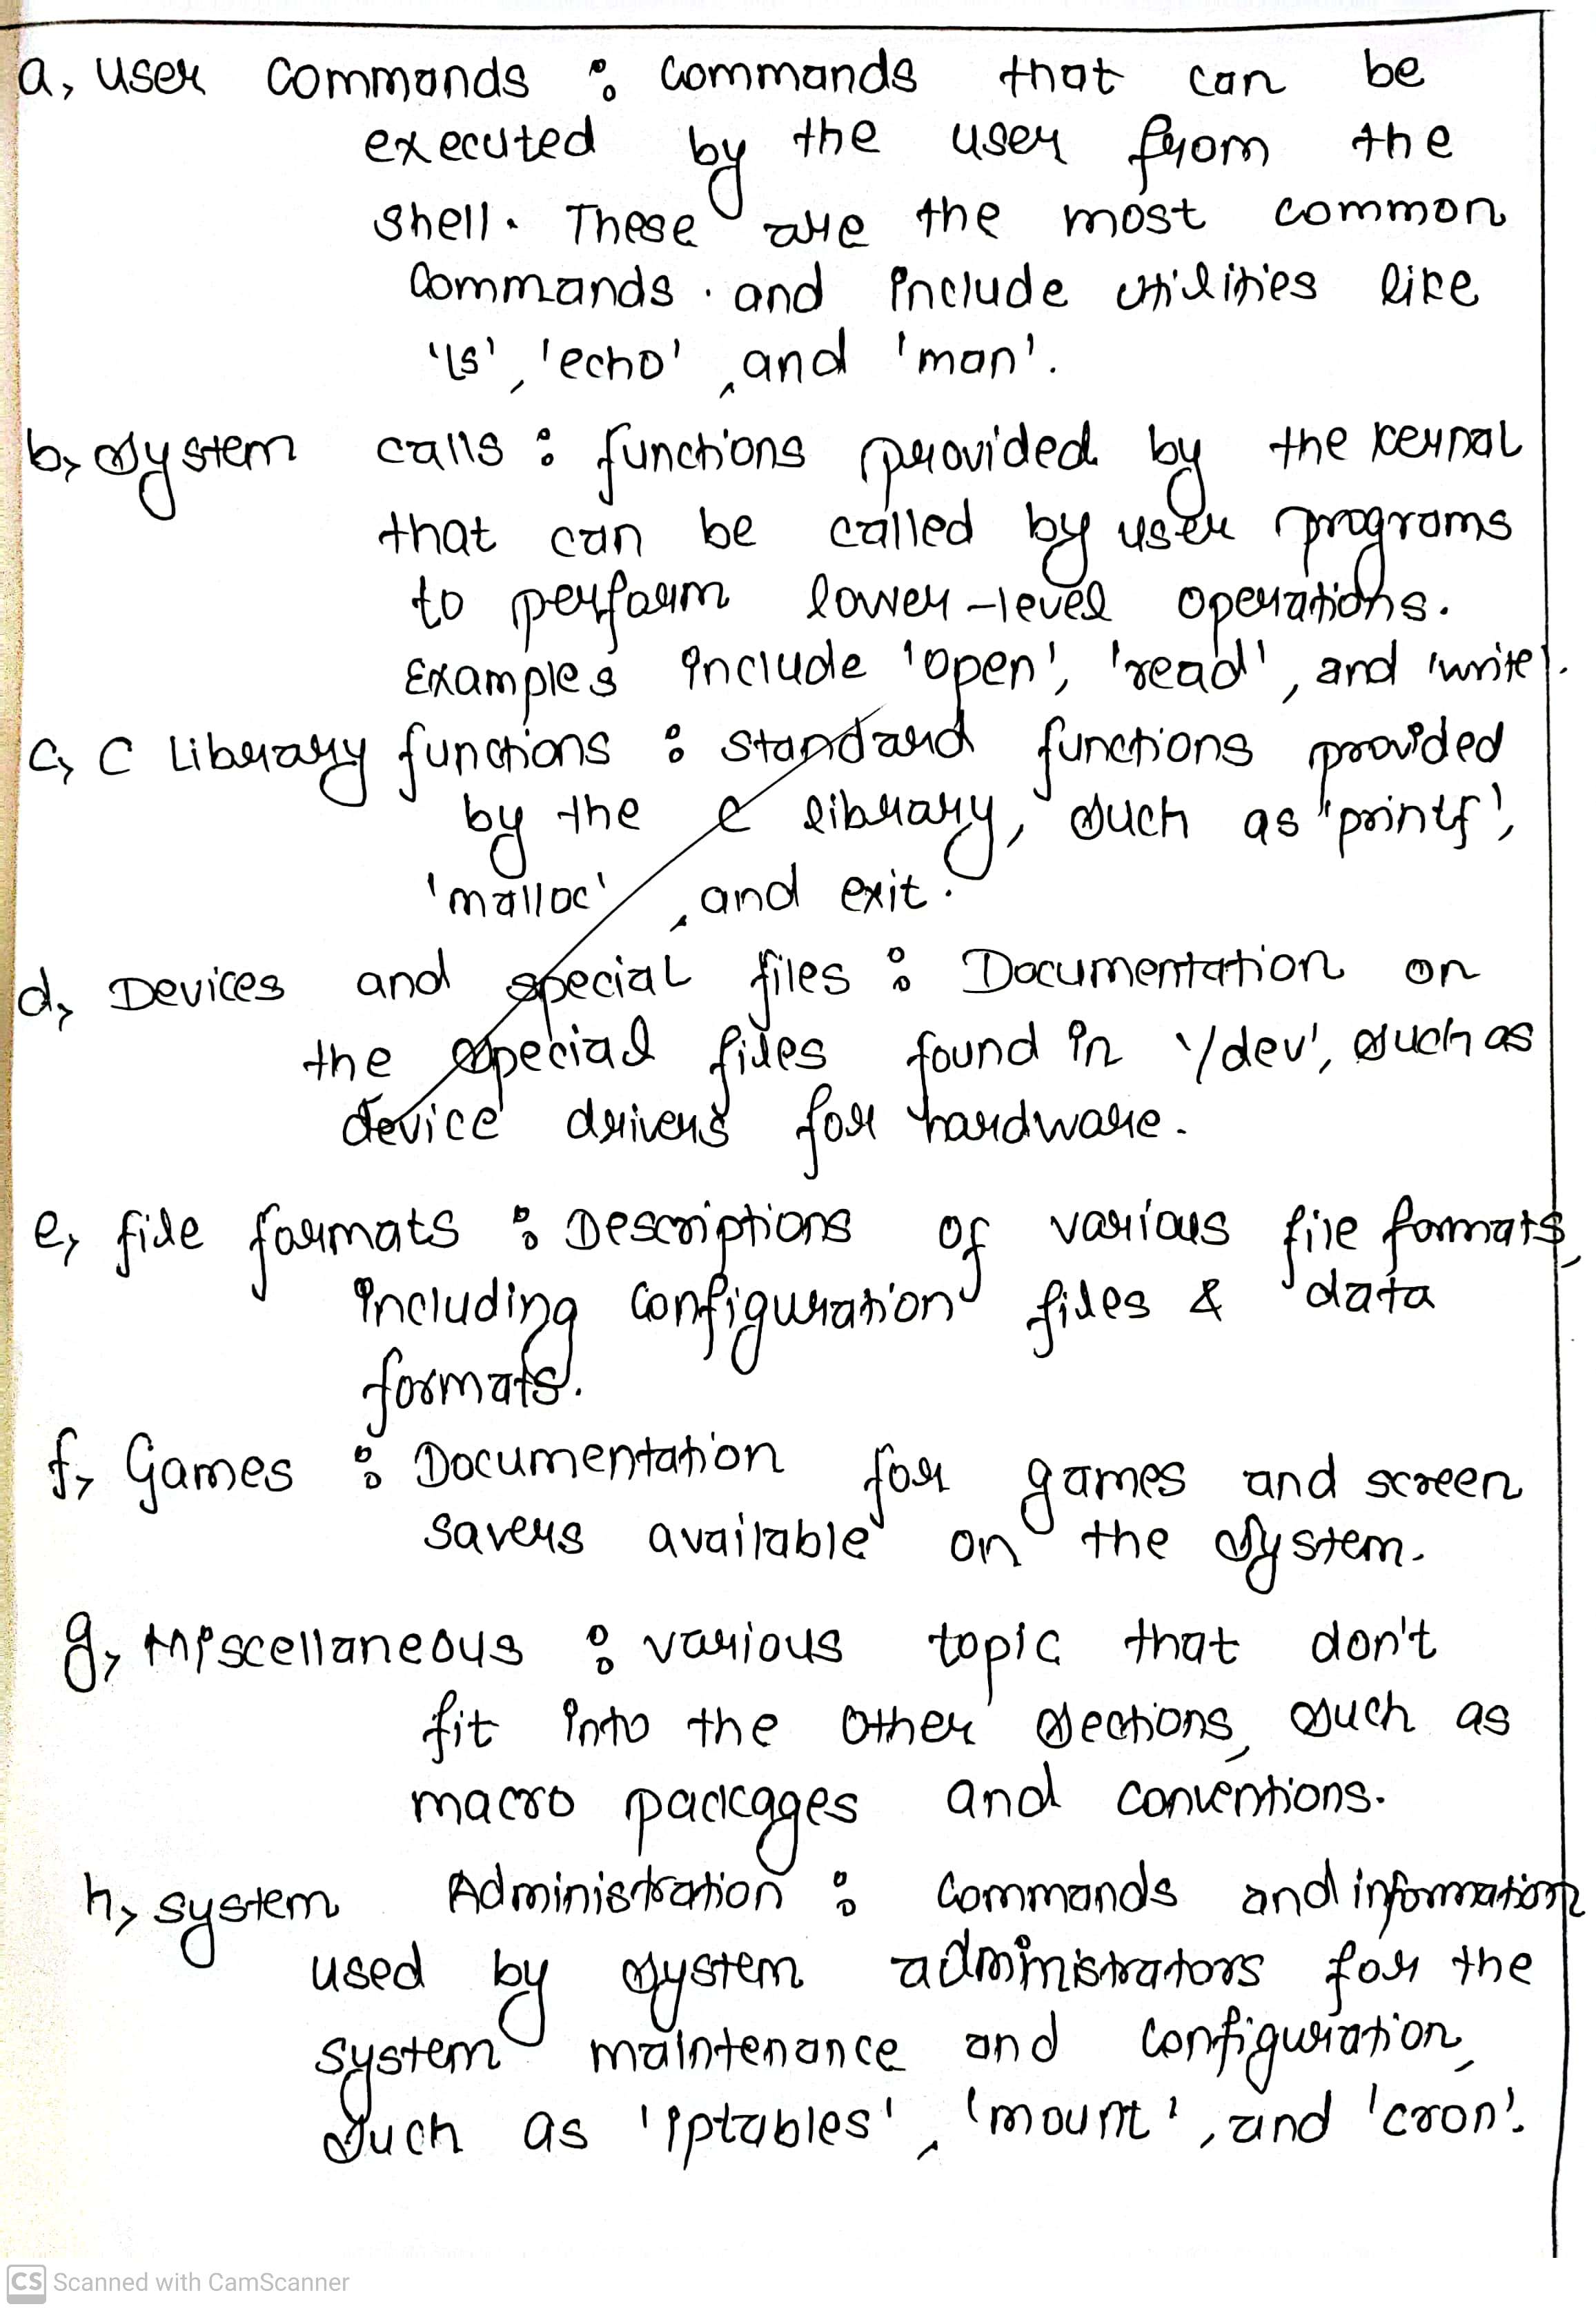 a, User Commands : Commands that can be
executed by the user from the
shell. These are the most common
Commands . and include utilities like
'ls', 'echo' , and 'man'.
b, System calls : functions provided by the kernal
that can be called by user programs
to perform lower-level operations.
Examples include 'open', 'read', and 'write'.
c, C Library functions : standard functions provided
by the C library, such as 'printf',
'malloc' , and exit.
d, Devices and special files : Documentation on
the special files found in '/dev', such as
device drivers for hardware.
e, file formats : Descriptions of various file formats,
including configuration files & data
formats.
f, Games : Documentation for games and screen
savers available on the system.
g, Miscellaneous : various topic that don't
fit into the other sections, such as
macro packages and conventions.
h, system Administration : Commands and information
used by system administrators for the
system maintenance and configuration,
such as 'iptables' , 'mount' , and 'cron'.
CS Scanned with CamScanner